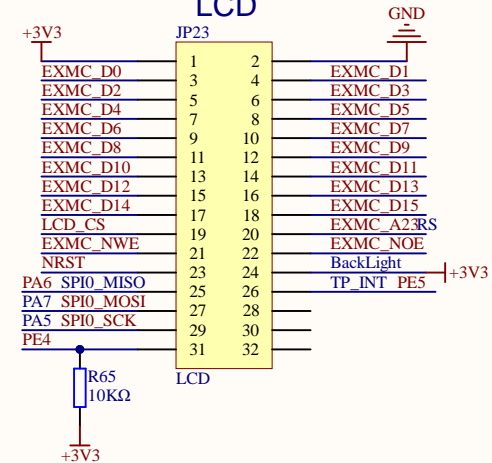 LCD
GND
+3V3 JP23
1 2
EXMC_D0 3 4 EXMC_D1
EXMC_D2 5 6 EXMC_D3
EXMC_D4 7 8 EXMC_D5
EXMC_D6 9 10 EXMC_D7
EXMC_D8 11 12 EXMC_D9
EXMC_D10 13 14 EXMC_D11
EXMC_D12 15 16 EXMC_D13
EXMC_D14 17 18 EXMC_D15
LCD_CS 19 20 EXMC_A23RS
EXMC_NWE 21 22 EXMC_NOE
NRST 23 24 BackLight +3V3
PA6 SPI0_MISO 25 26 TP_INT PE5
PA7 SPI0_MOSI 27 28
PA5 SPI0_SCK 29 30
PE4 31 32
R65 LCD
10KΩ
+3V3